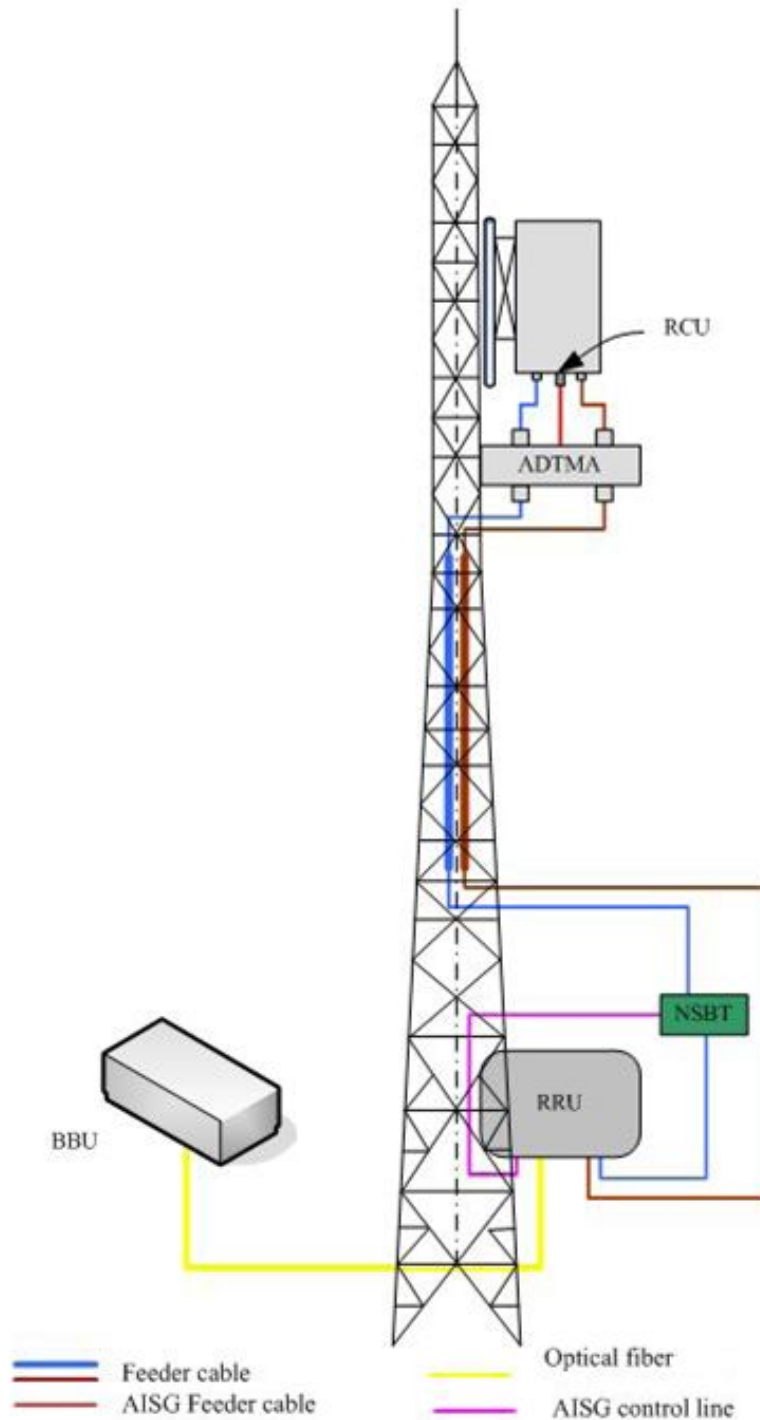 RCU
ADTMA
NSBT
RRU
BBU
Feeder cable
AISG Feeder cable
Optical fiber
AISG control line